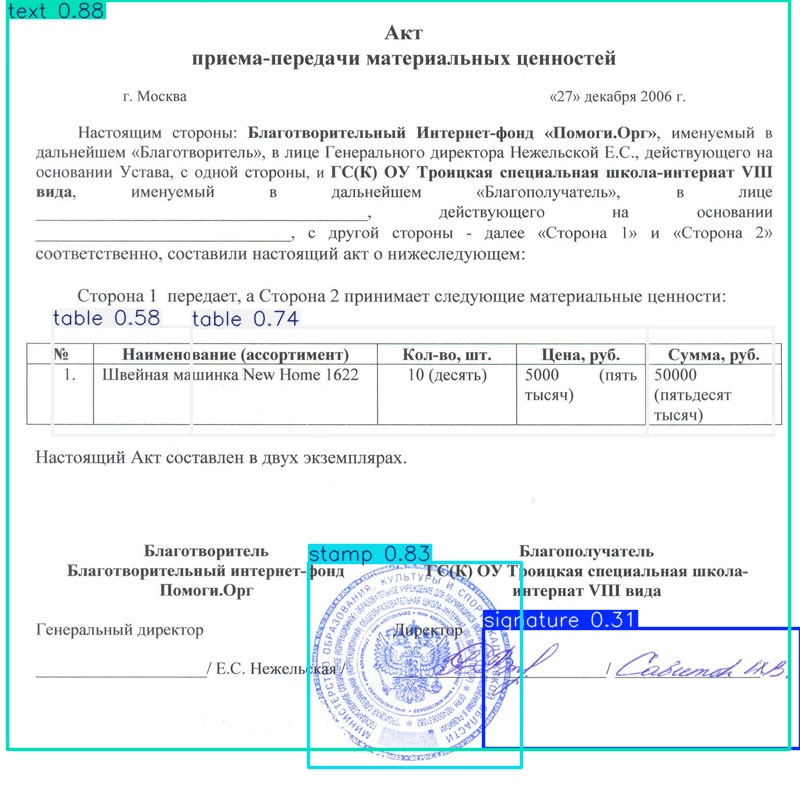 text 0.88
Акт
приема-передачи материальных ценностей
г. Москва «27» декабря 2006 г.
Настоящим стороны: Благотворительный Интернет-фонд «Помоги.Орг», именуемый в
дальнейшем «Благотворитель», в лице Генерального директора Нежельской Е.С., действующего на
основании Устава, с одной стороны, и ГС(К) ОУ Троицкая специальная школа-интернат VIII
вида, именуемый в дальнейшем «Благополучатель», в лице
, действующего на основании
, с другой стороны - далее «Сторона 1» и «Сторона 2»
соответственно, составили настоящий акт о нижеследующем:
Сторона 1 передает, а Сторона 2 принимает следующие материальные ценности:
table 0.58 table 0.74
№ Наименование (ассортимент) Кол-во, шт. Цена, руб. Сумма, руб.
1. Швейная машинка New Home 1622 10 (десять) 5000 (пять 50000
тысяч) (пятьдесят
тысяч)
Настоящий Акт составлен в двух экземплярах.
Благотворитель stamp 0.83 Благополучатель
Благотворительный интернет-фонд ГС(К) ОУ Троицкая специальная школа-
Помоги.Орг интернат VIII вида
signature 0.31
Генеральный директор Директор
/ Е.С. Нежельская / /